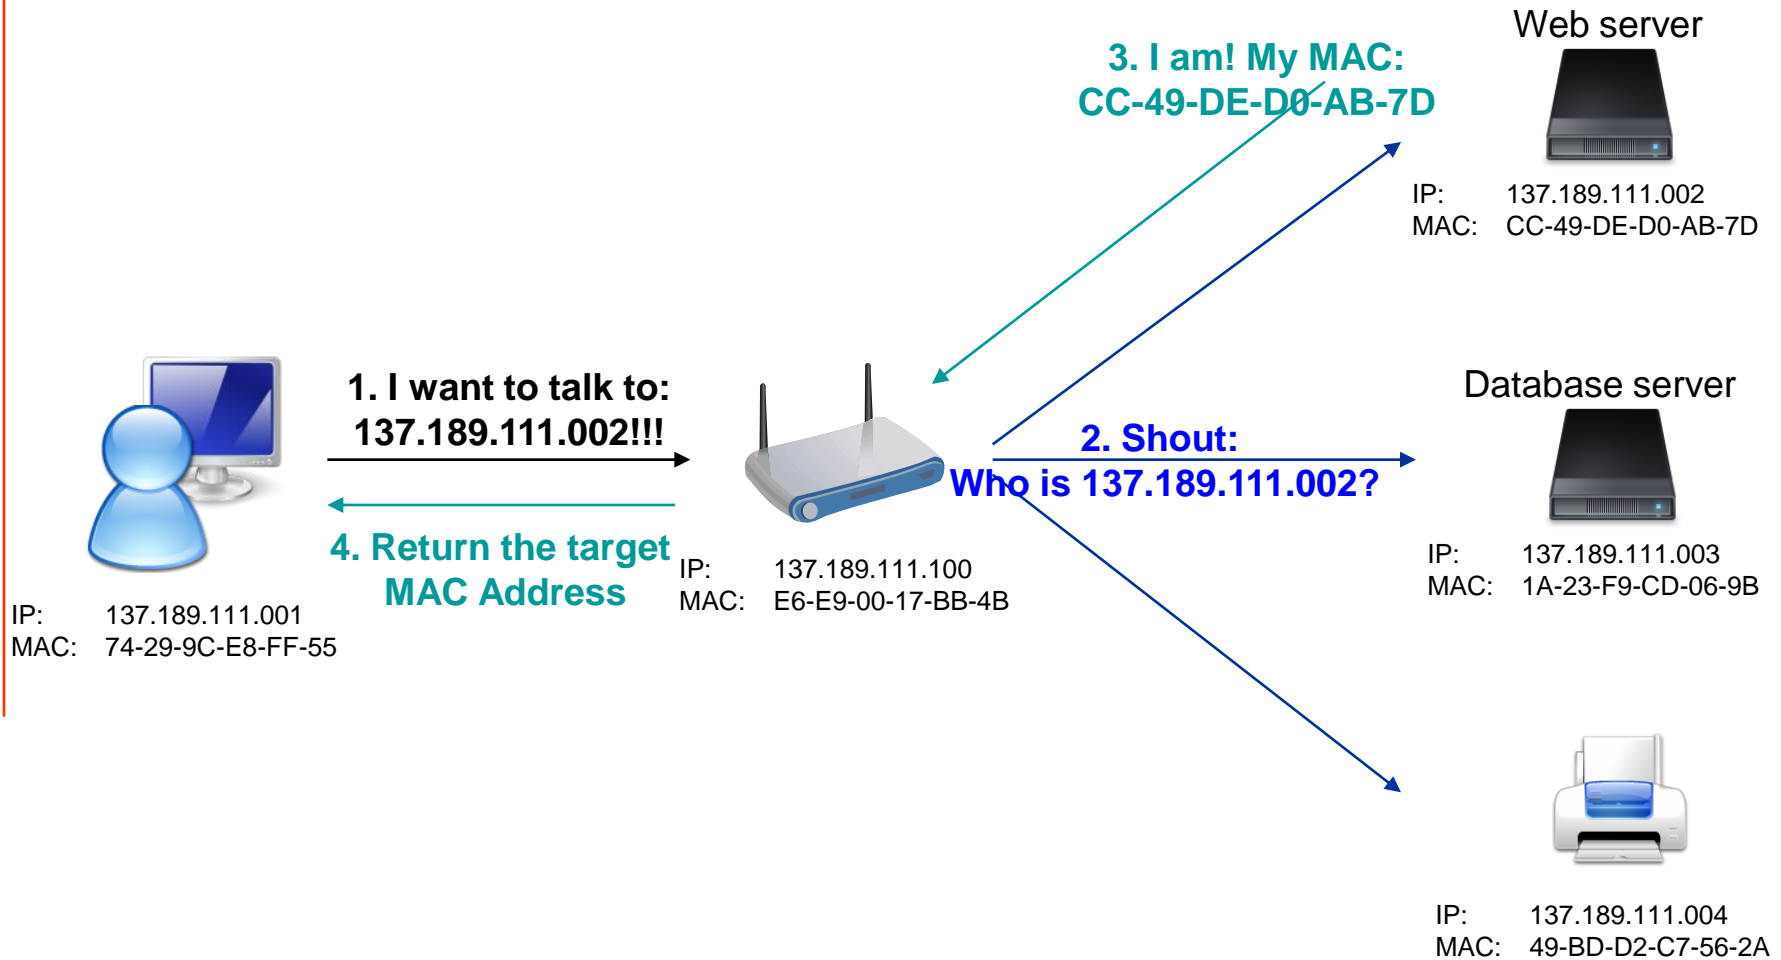 Web server
3. I am! My MAC:
CC-49-DE-D0-AB-7D
IP: 137.189.111.002
MAC: CC-49-DE-D0-AB-7D
1. I want to talk to:
137.189.111.002!!!
Database server
2. Shout:
Who is 137.189.111.002?
4. Return the target
MAC Address
IP: 137.189.111.100
MAC: E6-E9-00-17-BB-4B
IP: 137.189.111.003
MAC: 1A-23-F9-CD-06-9B
IP: 137.189.111.001
MAC: 74-29-9C-E8-FF-55
IP: 137.189.111.004
MAC: 49-BD-D2-C7-56-2A